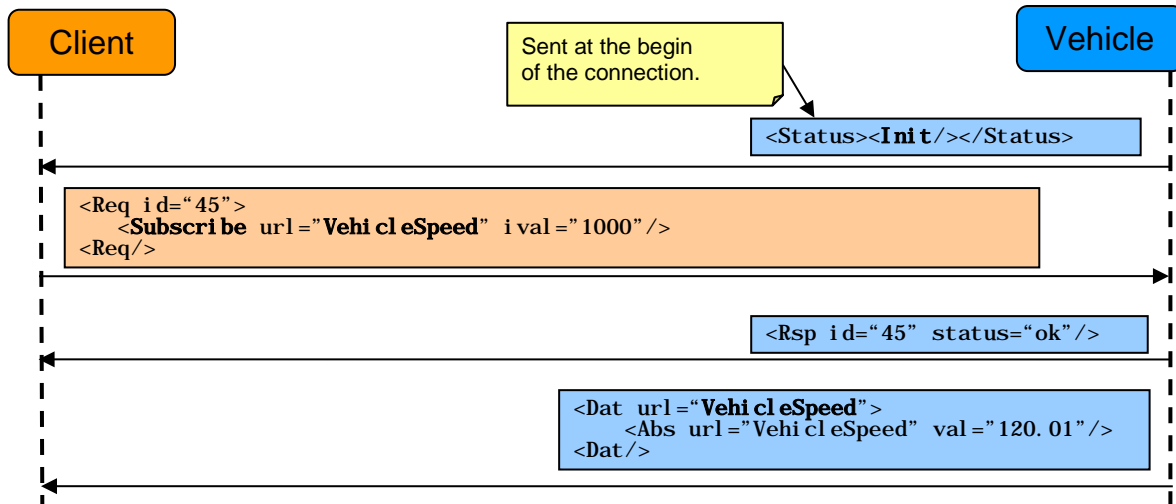 Client
Vehicle
Sent at the begin
of the connection.
<Status><Init/></Status>
<Req id=“45”>
<Subscribe url=”VehicleSpeed” ival=”1000”/>
<Req/>
<Rsp id=“45” status=“ok”/>
<Dat url=“VehicleSpeed”>
<Abs url=”VehicleSpeed” val=”120.01”/>
<Dat/>